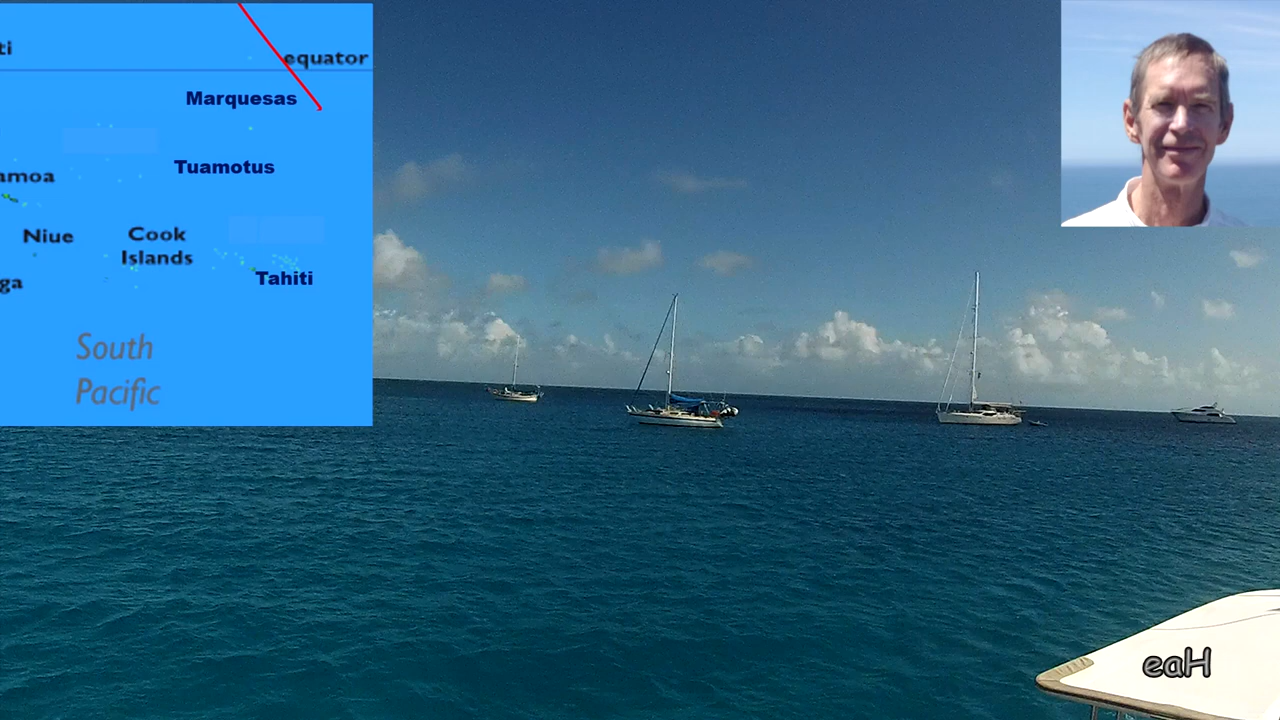 ti
equator
Marquesas
Tuamotus
amoa
Niue
Cook
Islands
ga
Tahiti
South
Pacific
eaH